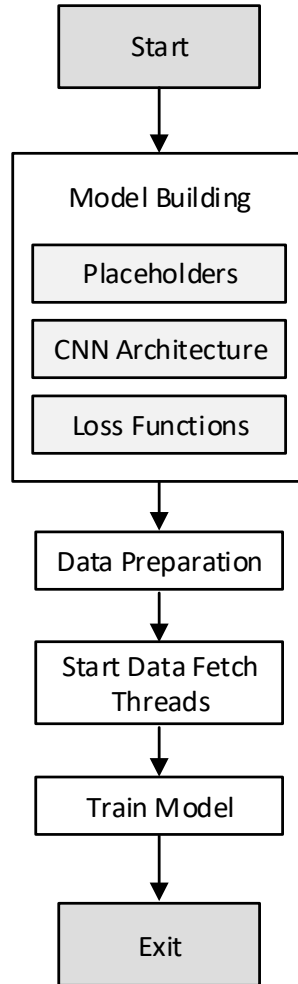 Start
Model Building
Placeholders
CNN Architecture
Loss Functions
Data Preparation
Start Data Fetch
Threads
Train Model
Exit